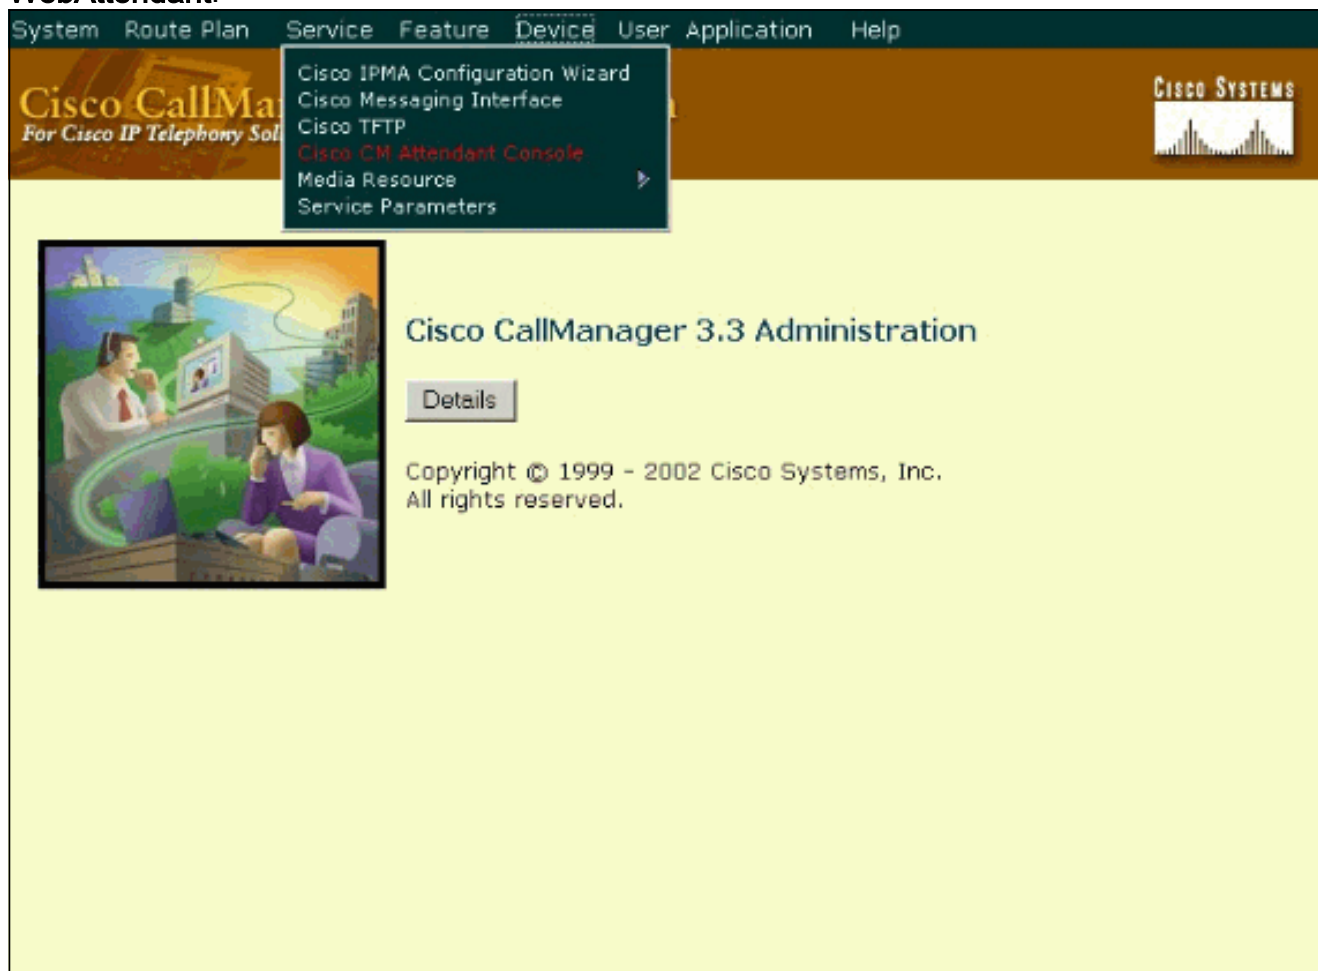 WebAttendant.
System Route Plan Service Feature Device User Application Help
Cisco IPMA Configuration Wizard
Cisco Messaging Interface
Cisco TFTP
Cisco CM Attendant Console
Media Resource
Service Parameters
Cisco CallMa
For Cisco IP Telephony Sol
CISCO SYSTEMS
Cisco CallManager 3.3 Administration
Details
Copyright © 1999 - 2002 Cisco Systems, Inc.
All rights reserved.